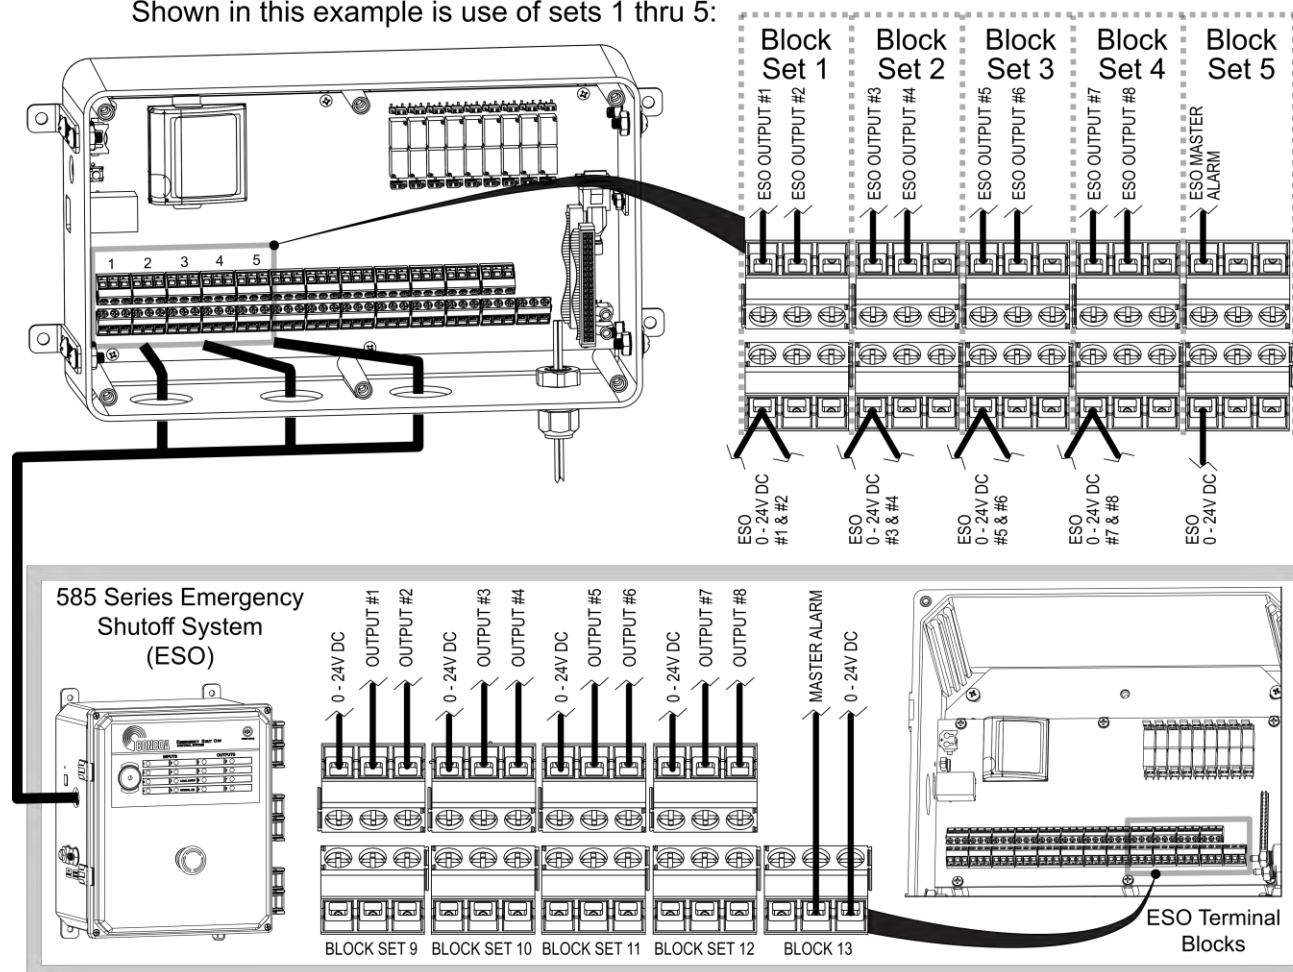 Shown in this example is use of sets 1 thru 5:
Block
Set 1
Block
Set 2
Block
Set 3
Block
Set 4
Block
Set 5
ESO OUTPUT #1
ESO OUTPUT #2
ESO OUTPUT #3
ESO OUTPUT #4
ESO OUTPUT #5
ESO OUTPUT #6
ESO OUTPUT #7
ESO OUTPUT #8
ESO MASTER
ALARM
1 2 3 4 5
ESO
0 - 24V DC
#1 & #2
ESO
0 - 24V DC
#3 & #4
ESO
0 - 24V DC
#5 & #6
ESO
0 - 24V DC
#7 & #8
ESO
0 - 24V DC
585 Series Emergency
Shutoff System
(ESO)
0 - 24V DC
OUTPUT #1
OUTPUT #2
0 - 24V DC
OUTPUT #3
OUTPUT #4
0 - 24V DC
OUTPUT #5
OUTPUT #6
0 - 24V DC
OUTPUT #7
OUTPUT #8
MASTER ALARM
0 - 24V DC
EMERGENCY SHUT OFF
INPUTS
OUTPUTS
BLOCK SET 9
BLOCK SET 10
BLOCK SET 11
BLOCK SET 12
BLOCK 13
ESO Terminal
Blocks